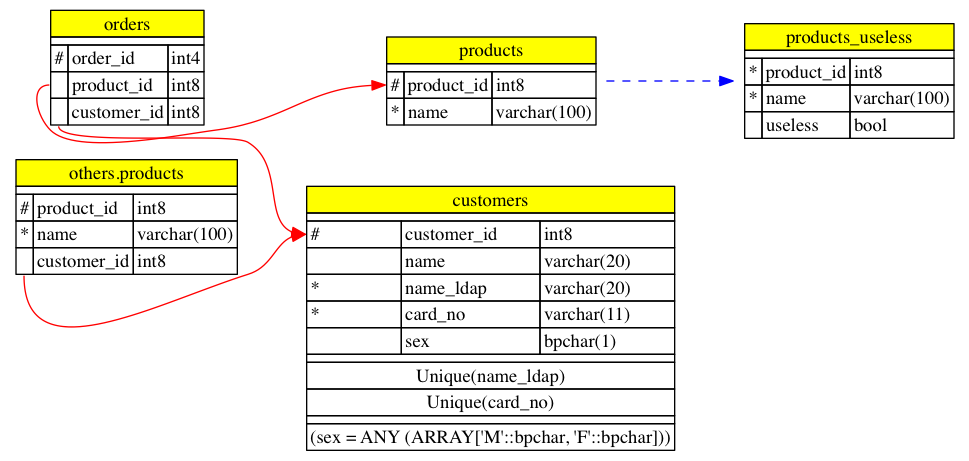 orders
# order_id int4
product_id int8
customer_id int8
products
# product_id int8
* name varchar(100)
products_useless
* product_id int8
* name varchar(100)
useless bool
others.products
# product_id int8
* name varchar(100)
customer_id int8
customers
# customer_id int8
name varchar(20)
* name_ldap varchar(20)
* card_no varchar(11)
sex bpchar(1)
Unique(name_ldap)
Unique(card_no)
(sex = ANY (ARRAY['M'::bpchar, 'F'::bpchar]))